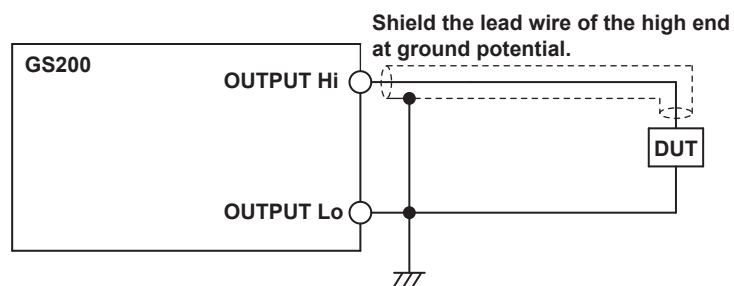 Shield the lead wire of the high end
at ground potential.
GS200
OUTPUT Hi
DUT
OUTPUT Lo